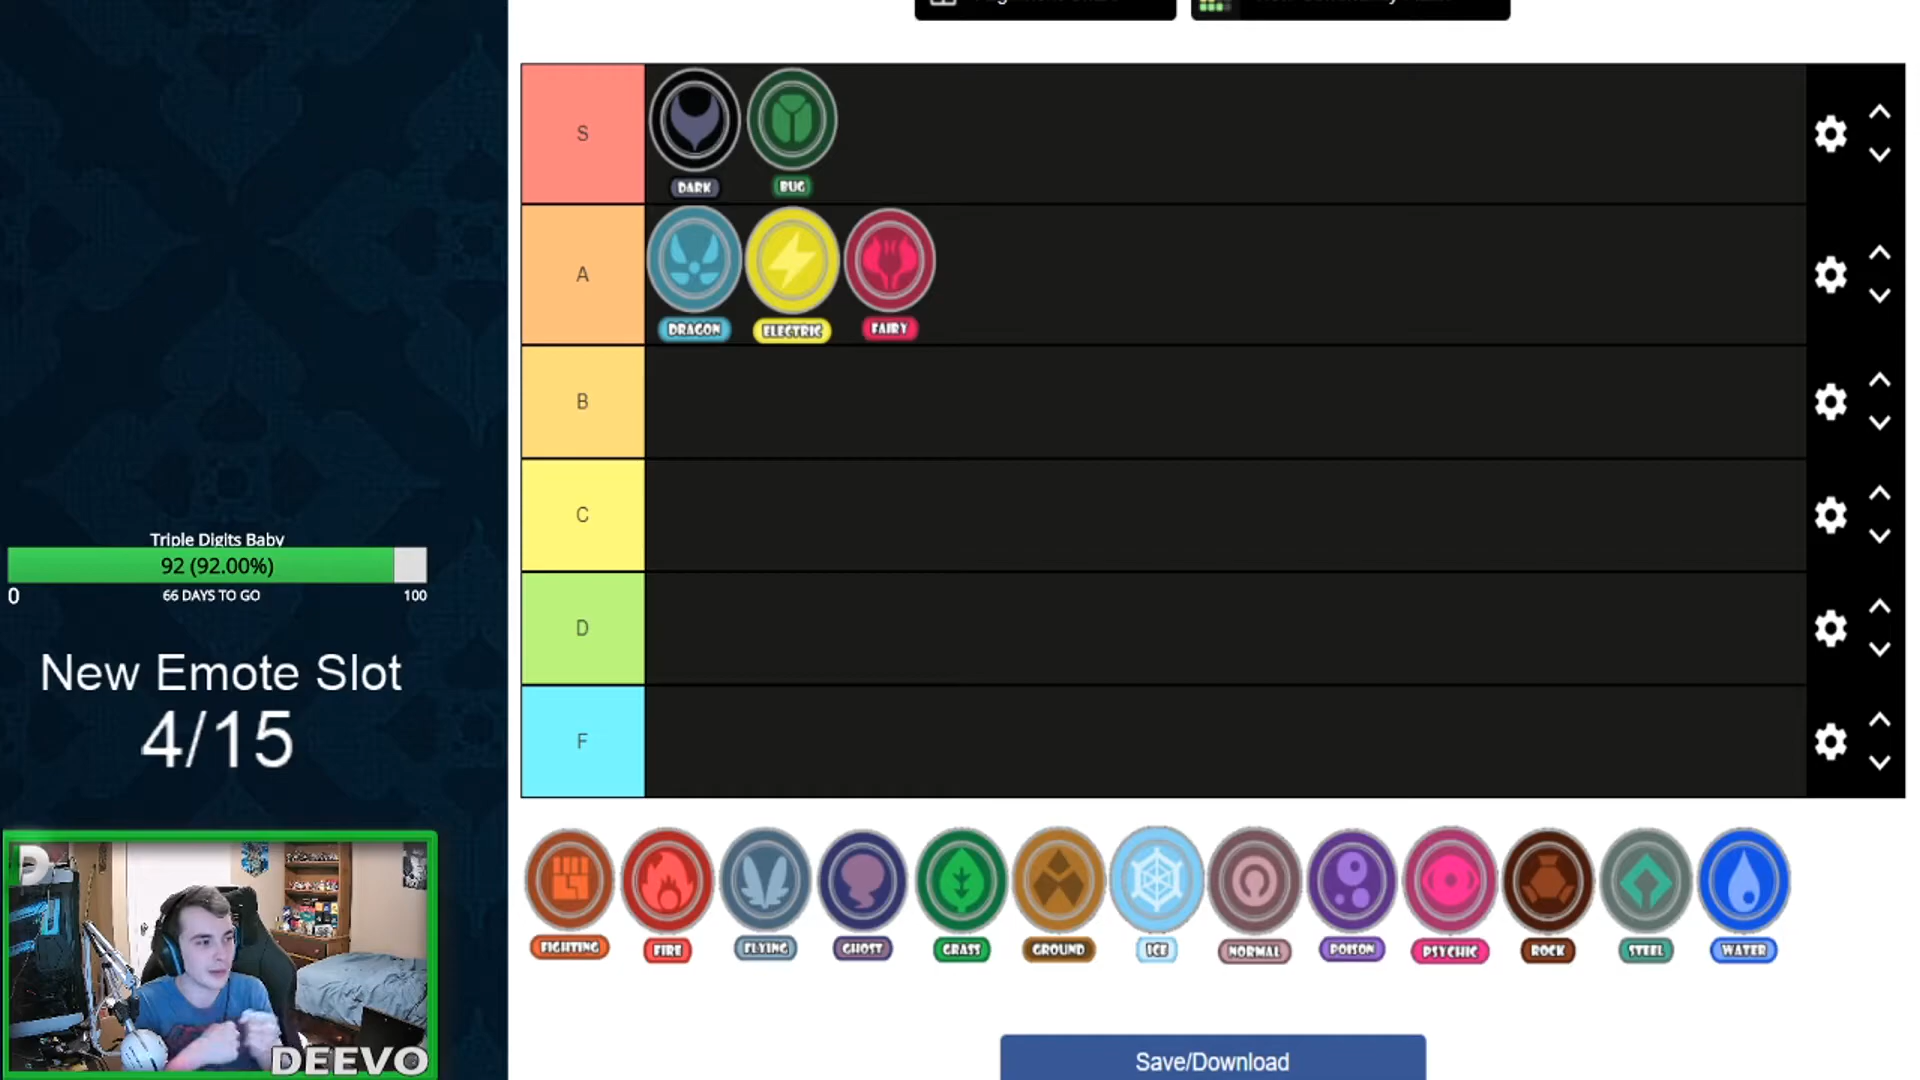 S
DARK
BUG
A
DRAGON
ELECTRIC
FAIRY
B
C
D
F
Triple Digits Baby
92 (92.00%)
0
66 DAYS TO GO
100
New Emote Slot
4/15
FIGHTING
FIRE
FLYING
GHOST
GRASS
GROUND
ICE
NORMAL
POISON
PSYCHIC
ROCK
STEEL
WATER
DEEVO
Save/Download